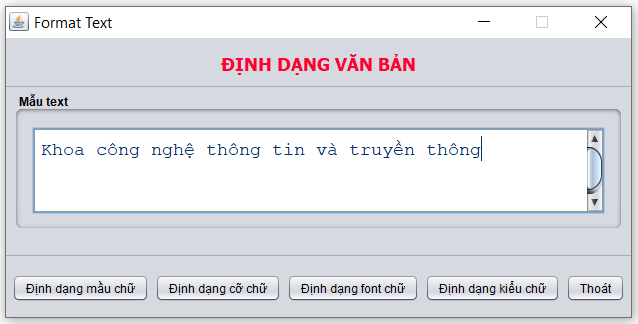 Format Text
ĐỊNH DẠNG VĂN BẢN
Mẫu text
Khoa công nghệ thông tin và truyền thông
Định dạng mầu chữ Định dạng cỡ chữ Định dạng font chữ Định dạng kiểu chữ Thoát